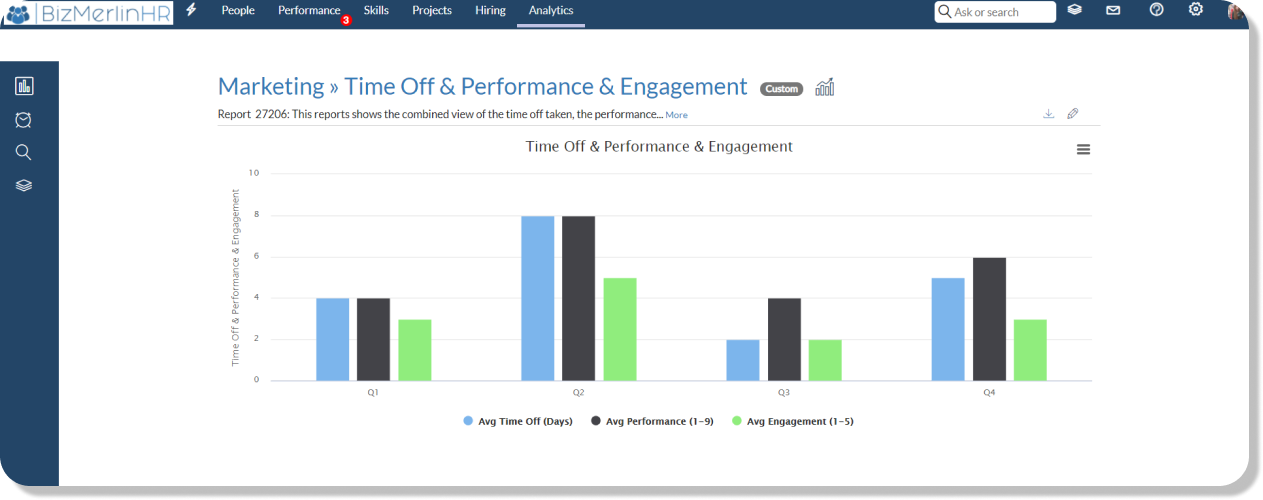 BizMerlinHR People Performance 3 Skills Projects Hiring Analytics Ask or search
Marketing » Time Off & Performance & Engagement Custom
Report 27206: This reports shows the combined view of the time off taken, the performance... More
Time Off & Performance & Engagement
Time Off & Performance & Engagement
10
8
6
4
2
0
Q1 Q2 Q3 Q4
Avg Time Off (Days) Avg Performance (1-9) Avg Engagement (1-5)